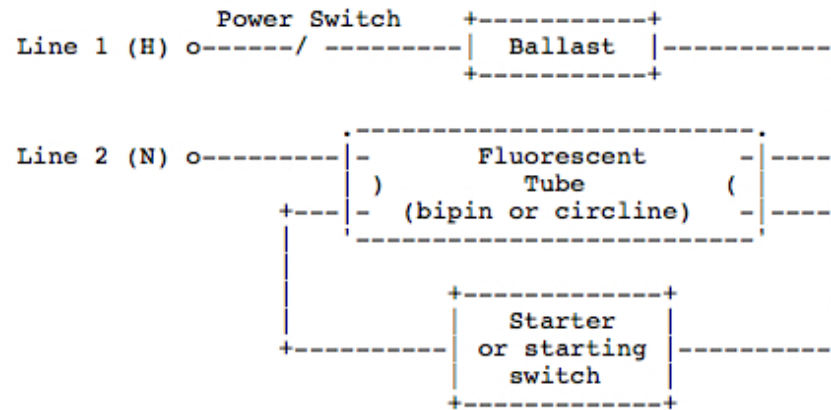 Power Switch
Line 1 (H) o------/ ---------| Ballast |-----------
Line 2 (N) o---------|- Fluorescent -|----
) Tube (
+---|- (bipin or circline) -|----
Starter
+----------| or starting |----------
switch